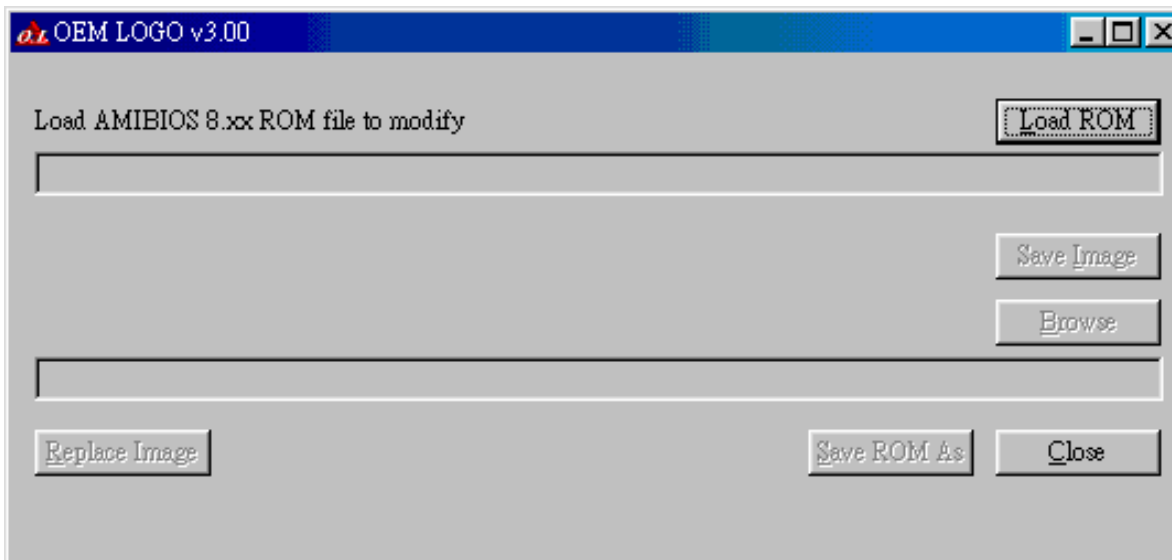 OEM LOGO v3.00
Load AMIBIOS 8.xx ROM file to modify
Load ROM
Save Image
Browse
Replace Image
Save ROM As
Close